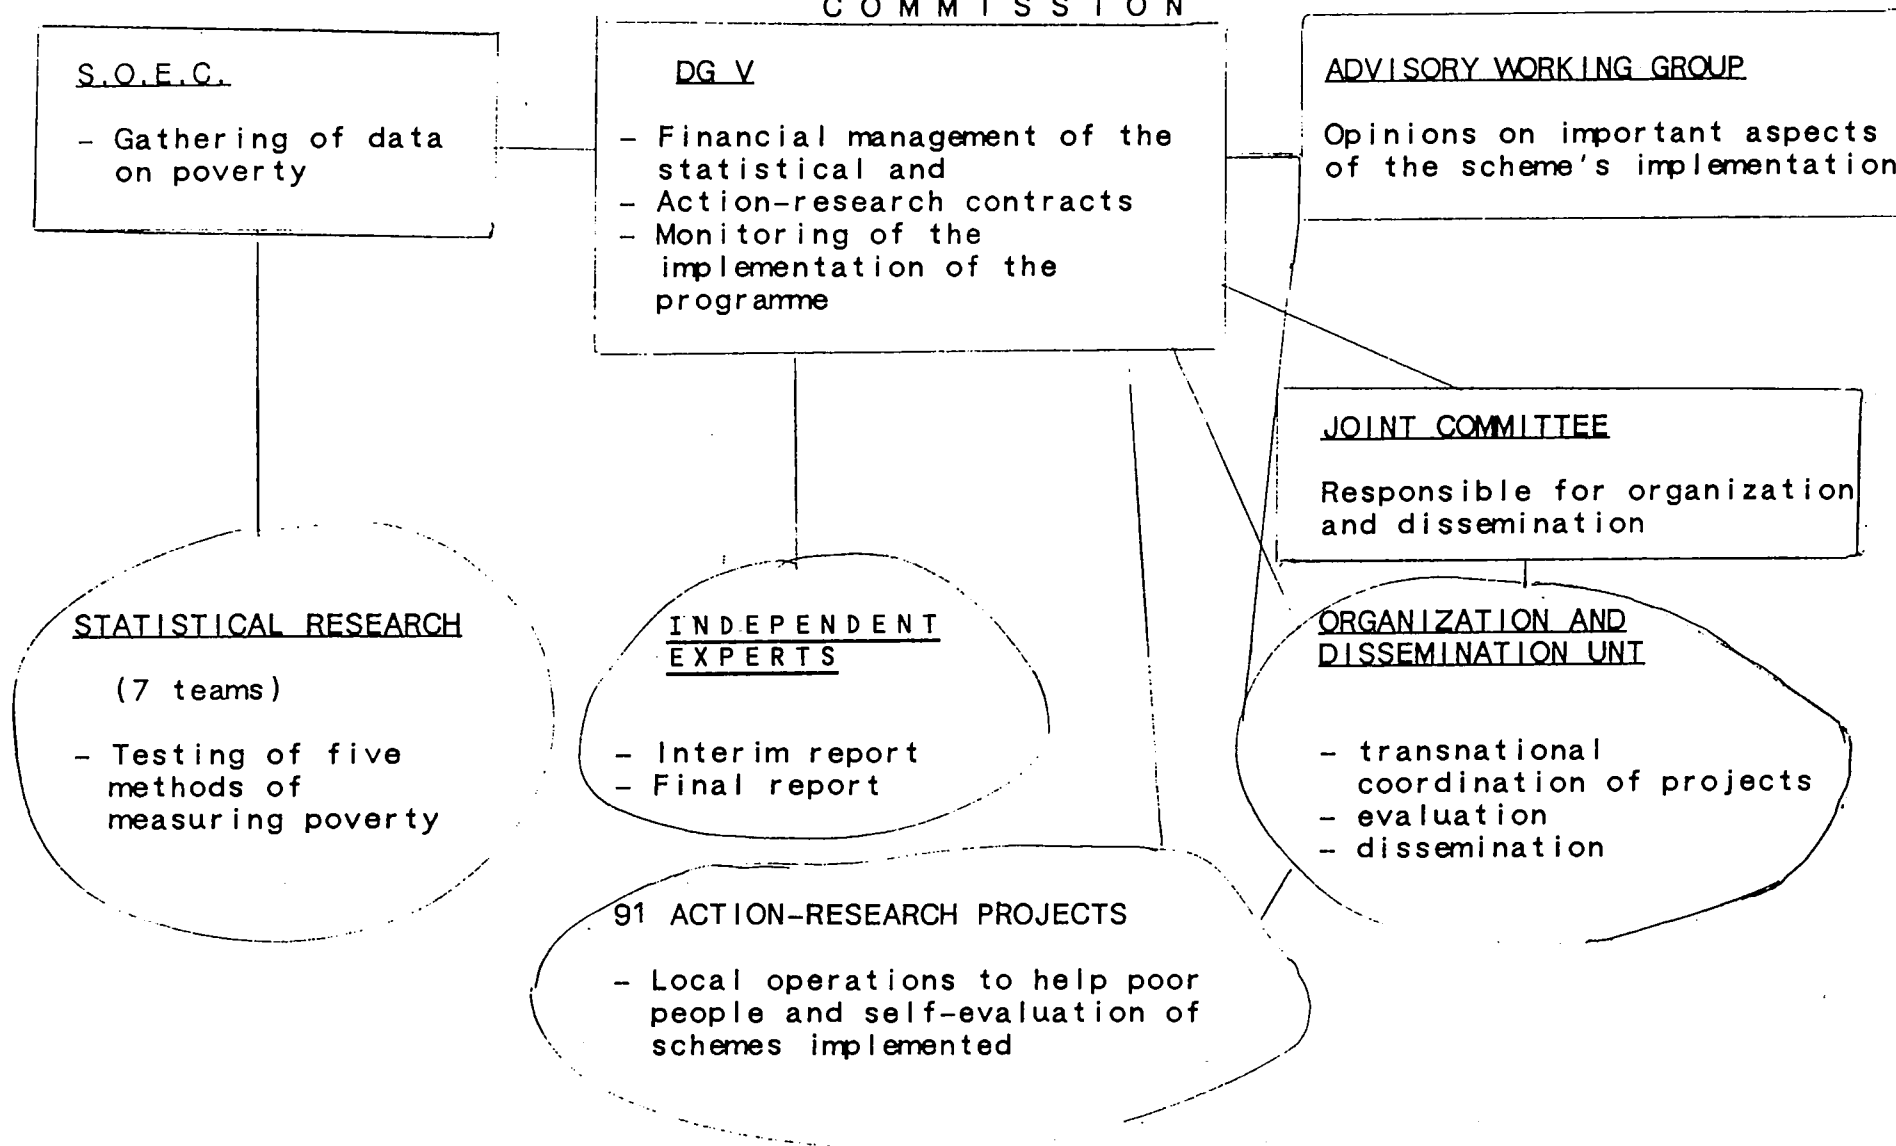 COMMISSION
S.O.E.C.
- Gathering of data
on poverty
DG V
- Financial management of the
statistical and
- Action-research contracts
- Monitoring of the
implementation of the
programme
ADVISORY WORKING GROUP
Opinions on important aspects
of the scheme's implementation
JOINT COMMITTEE
Responsible for organization
and dissemination
STATISTICAL RESEARCH
(7 teams)
- Testing of five
methods of
measuring poverty
INDEPENDENT
EXPERTS
- Interim report
- Final report
ORGANIZATION AND
DISSEMINATION UNT
- transnational
coordination of projects
- evaluation
- dissemination
91 ACTION-RESEARCH PROJECTS
- Local operations to help poor
people and self-evaluation of
schemes implemented